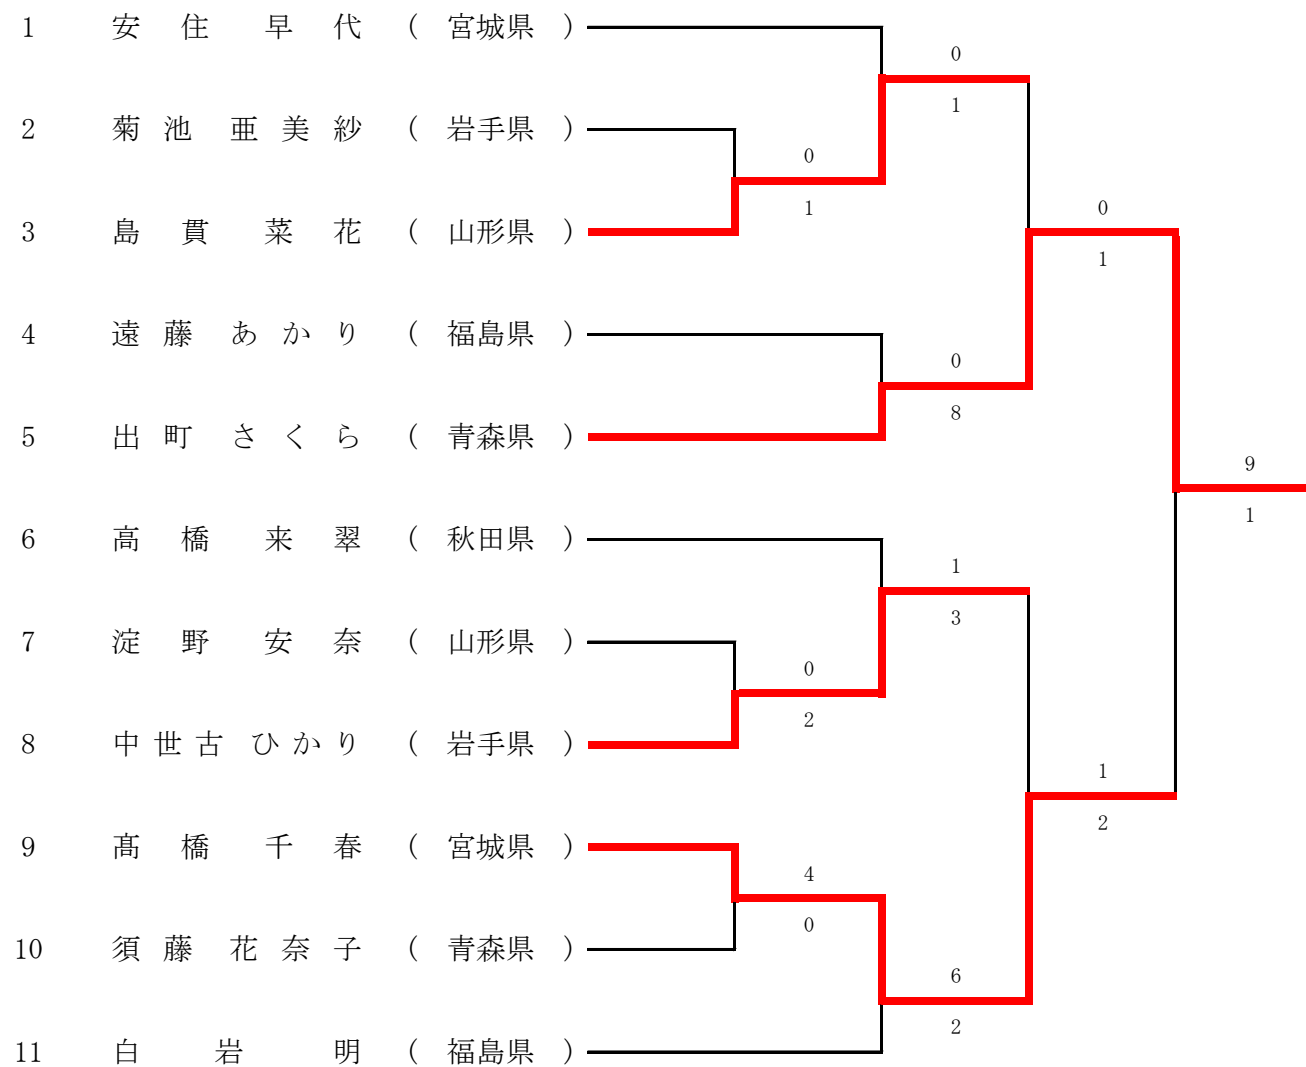 1 安住 早代 ( 宮城県 )
0
1
2 菊池 亜美紗 ( 岩手県 )
0
1
3 島貫 菜花 ( 山形県 )
0
1
4 遠藤 あかり ( 福島県 )
0
8
5 出町 さくら ( 青森県 )
9
1
6 高橋 来翠 ( 秋田県 )
1
3
7 淀野 安奈 ( 山形県 )
0
2
8 中世古 ひかり ( 岩手県 )
1
2
9 髙橋 千春 ( 宮城県 )
4
0
10 須藤 花奈子 ( 青森県 )
6
2
11 白岩 明 ( 福島県 )